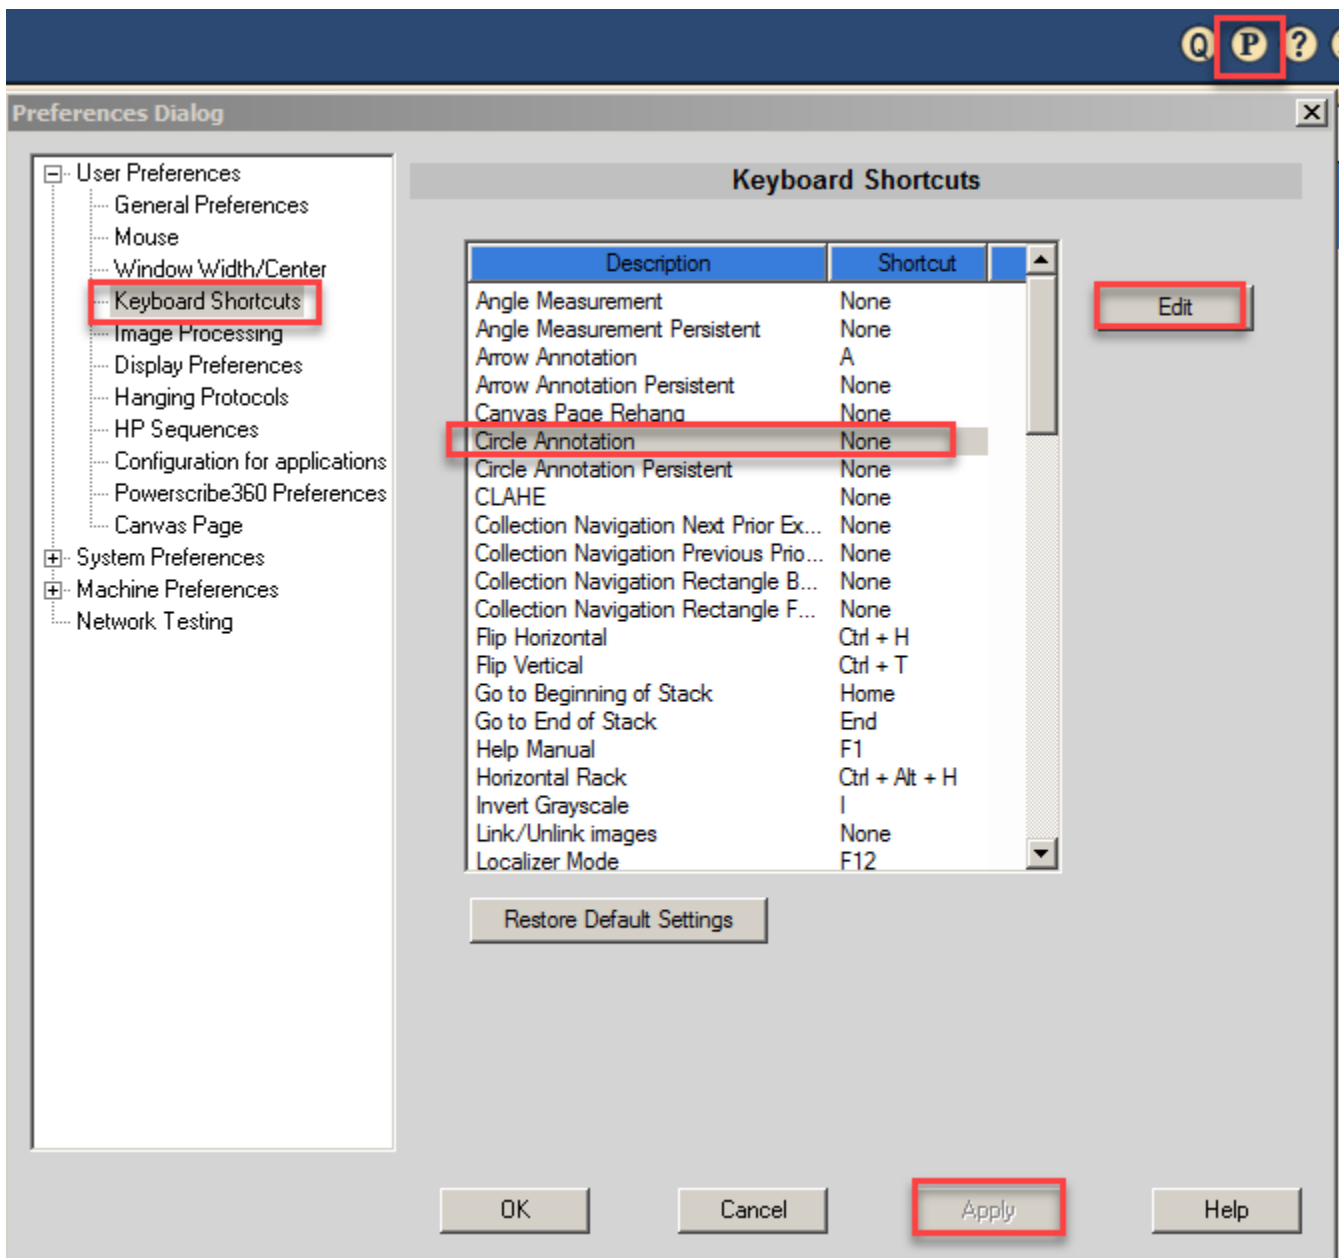 Q P ?
Preferences Dialog
User Preferences
General Preferences
Mouse
Window Width/Center
Keyboard Shortcuts
Image Processing
Display Preferences
Hanging Protocols
HP Sequences
Configuration for applications
Powerscribe360 Preferences
Canvas Page
System Preferences
Machine Preferences
Network Testing
Keyboard Shortcuts
Description Shortcut
Angle Measurement None
Angle Measurement Persistent None
Arrow Annotation A
Arrow Annotation Persistent None
Canvas Page Rehang None
Circle Annotation None
Circle Annotation Persistent None
CLAHE None
Collection Navigation Next Prior Ex... None
Collection Navigation Previous Prio... None
Collection Navigation Rectangle B... None
Collection Navigation Rectangle F... None
Flip Horizontal Ctrl + H
Flip Vertical Ctrl + T
Go to Beginning of Stack Home
Go to End of Stack End
Help Manual F1
Horizontal Rack Ctrl + Alt + H
Invert Grayscale I
Link/Unlink images None
Localizer Mode F12
Edit
Restore Default Settings
OK Cancel Apply Help